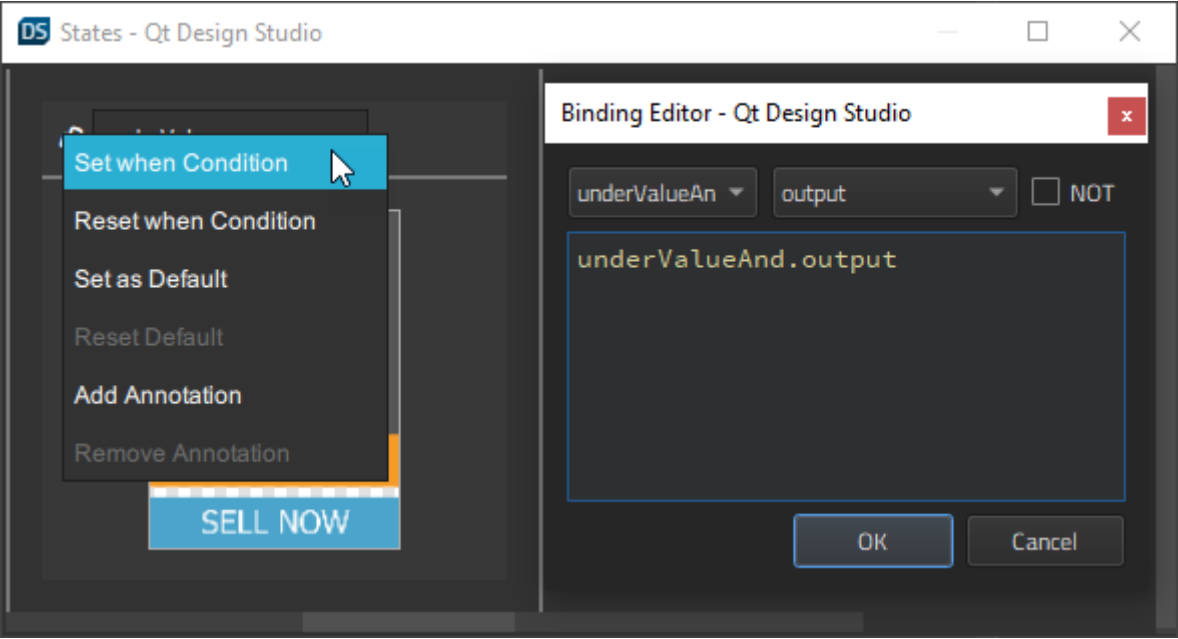 DS States - Qt Design Studio
Set when Condition
Reset when Condition
Set as Default
Reset Default
Add Annotation
Remove Annotation
SELL NOW
Binding Editor - Qt Design Studio
x
underValueAn output NOT
underValueAnd.output
OK Cancel